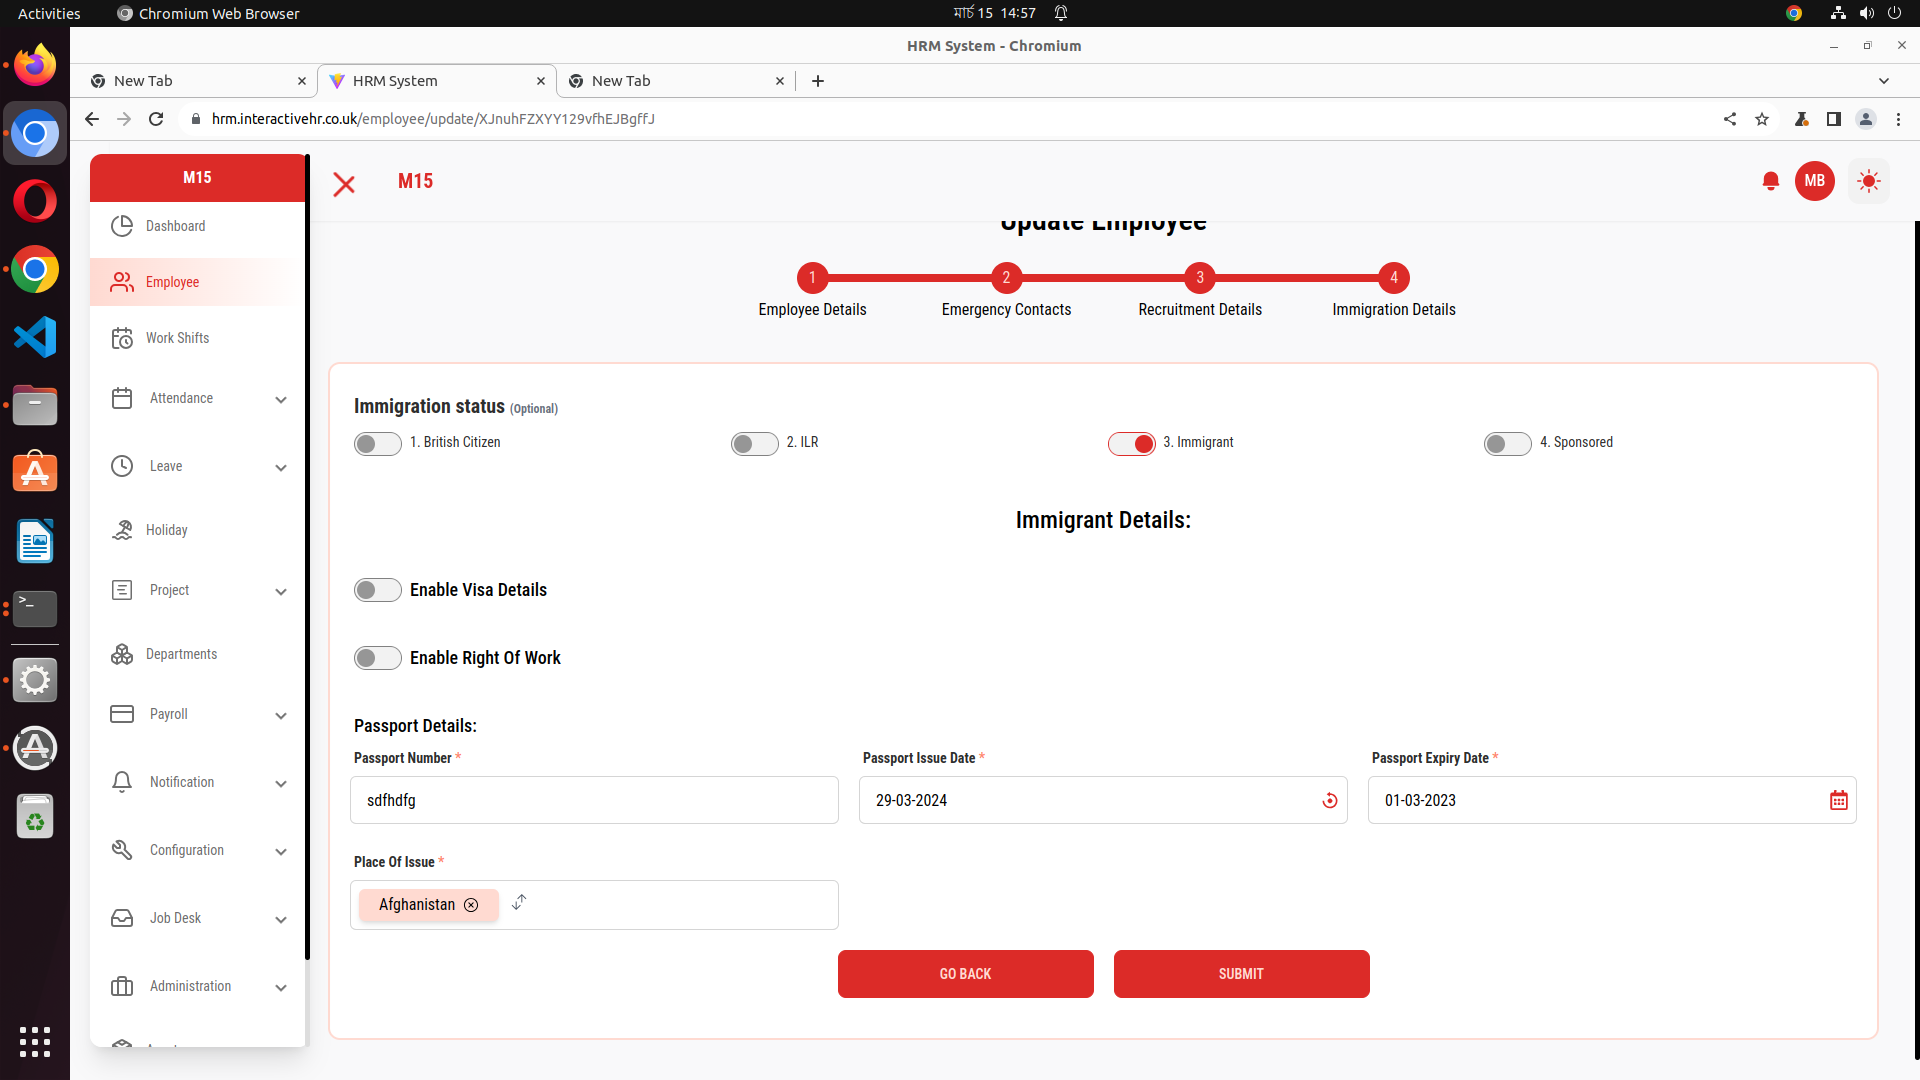 Activities
Chromium Web Browser
মার্চ 15 14:57
HRM System - Chromium
New Tab
HRM System
New Tab
hrm.interactivehr.co.uk/employee/update/XJnuhFZXYY129vfhEJBgffJ
M15
M15
MB
Dashboard
Employee
Work Shifts
Attendance
Leave
Holiday
Project
Departments
Payroll
Notification
Configuration
Job Desk
Administration
Update Employee
1
2
3
4
Employee Details
Emergency Contacts
Recruitment Details
Immigration Details
Immigration status (Optional)
1. British Citizen
2. ILR
3. Immigrant
4. Sponsored
Immigrant Details:
Enable Visa Details
Enable Right Of Work
Passport Details:
Passport Number *
Passport Issue Date *
Passport Expiry Date *
sdfhdfg
29-03-2024
01-03-2023
Place Of Issue *
Afghanistan
GO BACK
SUBMIT